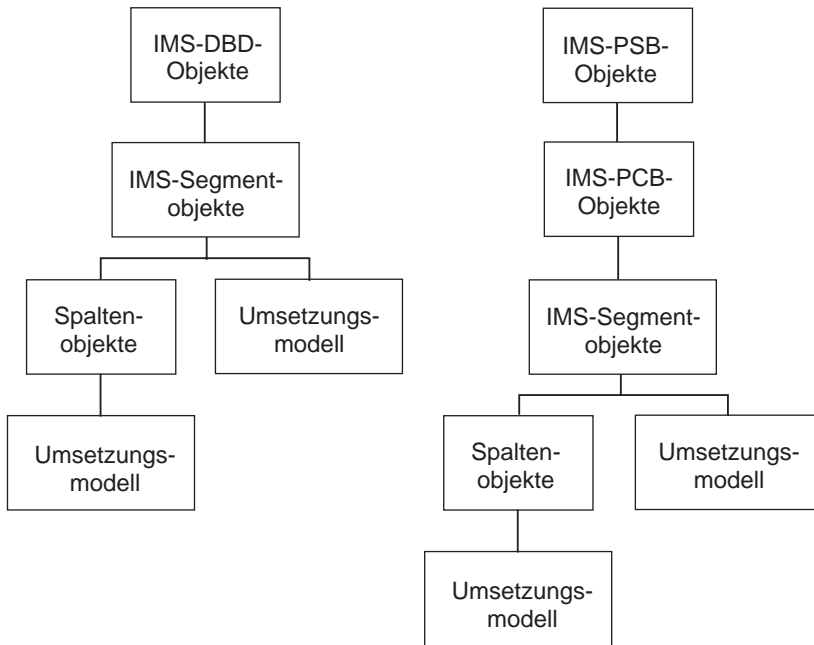 IMS-DBD-
Objekte
IMS-Segment-
objekte
Spalten-
objekte
Umsetzungs-
modell
Umsetzungs-
modell
IMS-PSB-
Objekte
IMS-PCB-
Objekte
IMS-Segment-
objekte
Spalten-
objekte
Umsetzungs-
modell
Umsetzungs-
modell